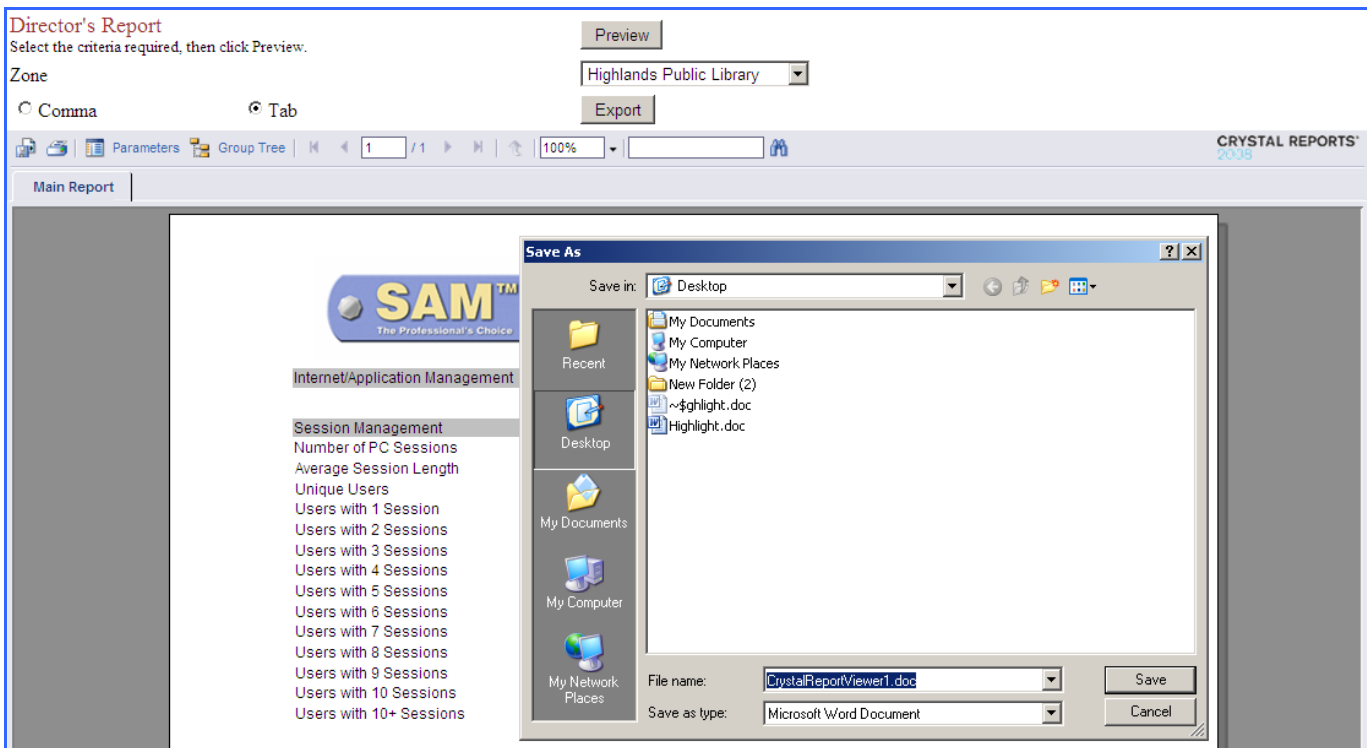 Director's Report
Select the criteria required, then click Preview.
Preview
Zone
Highlands Public Library
Comma
Tab
Export
Parameters
Group Tree
1
/1
100%
CRYSTAL REPORTS®
2008
Main Report
SAM™
The Professional's Choice
Internet/Application Management
Session Management
Number of PC Sessions
Average Session Length
Unique Users
Users with 1 Session
Users with 2 Sessions
Users with 3 Sessions
Users with 4 Sessions
Users with 5 Sessions
Users with 6 Sessions
Users with 7 Sessions
Users with 8 Sessions
Users with 9 Sessions
Users with 10 Sessions
Users with 10+ Sessions
Save As
Save in:
Desktop
Recent
Desktop
My Documents
My Computer
My Network
Places
My Documents
My Computer
My Network Places
New Folder (2)
~$ghlight.doc
Highlight.doc
File name:
CrystalReportViewer1.doc
Save
Save as type:
Microsoft Word Document
Cancel